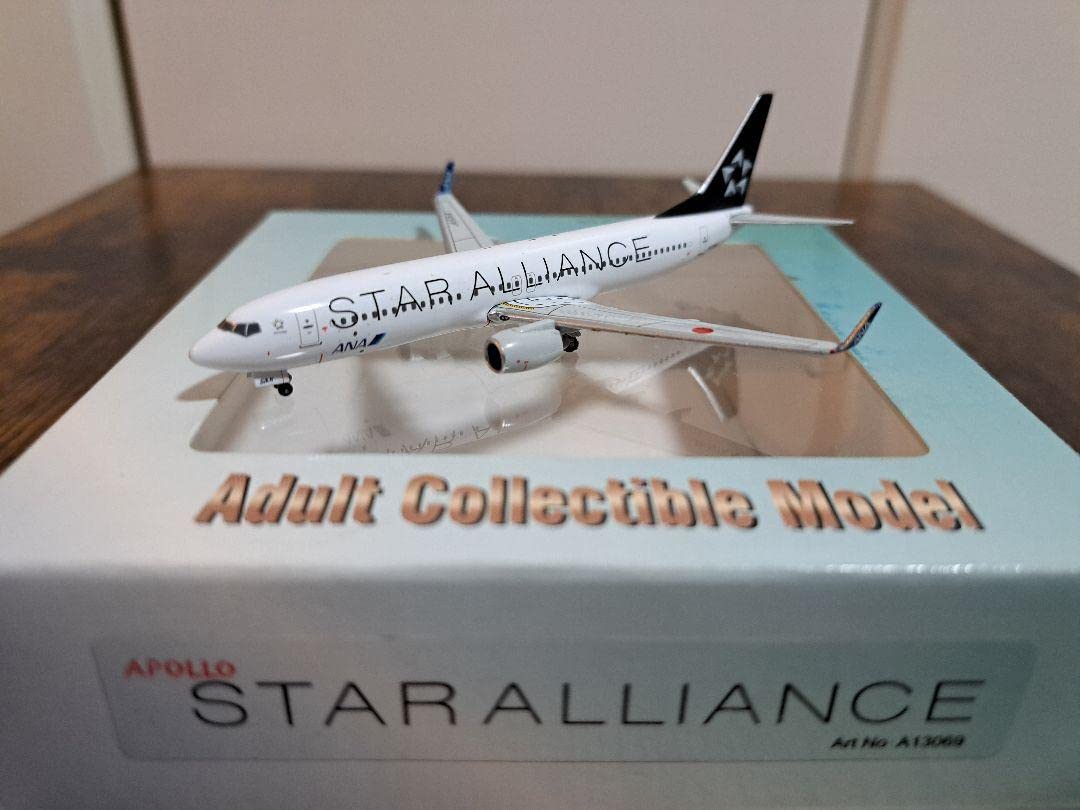 STAR ALLIANCE
ANA
Adult Collectible Model
APOLLO
STAR ALLIANCE
Art No A13069